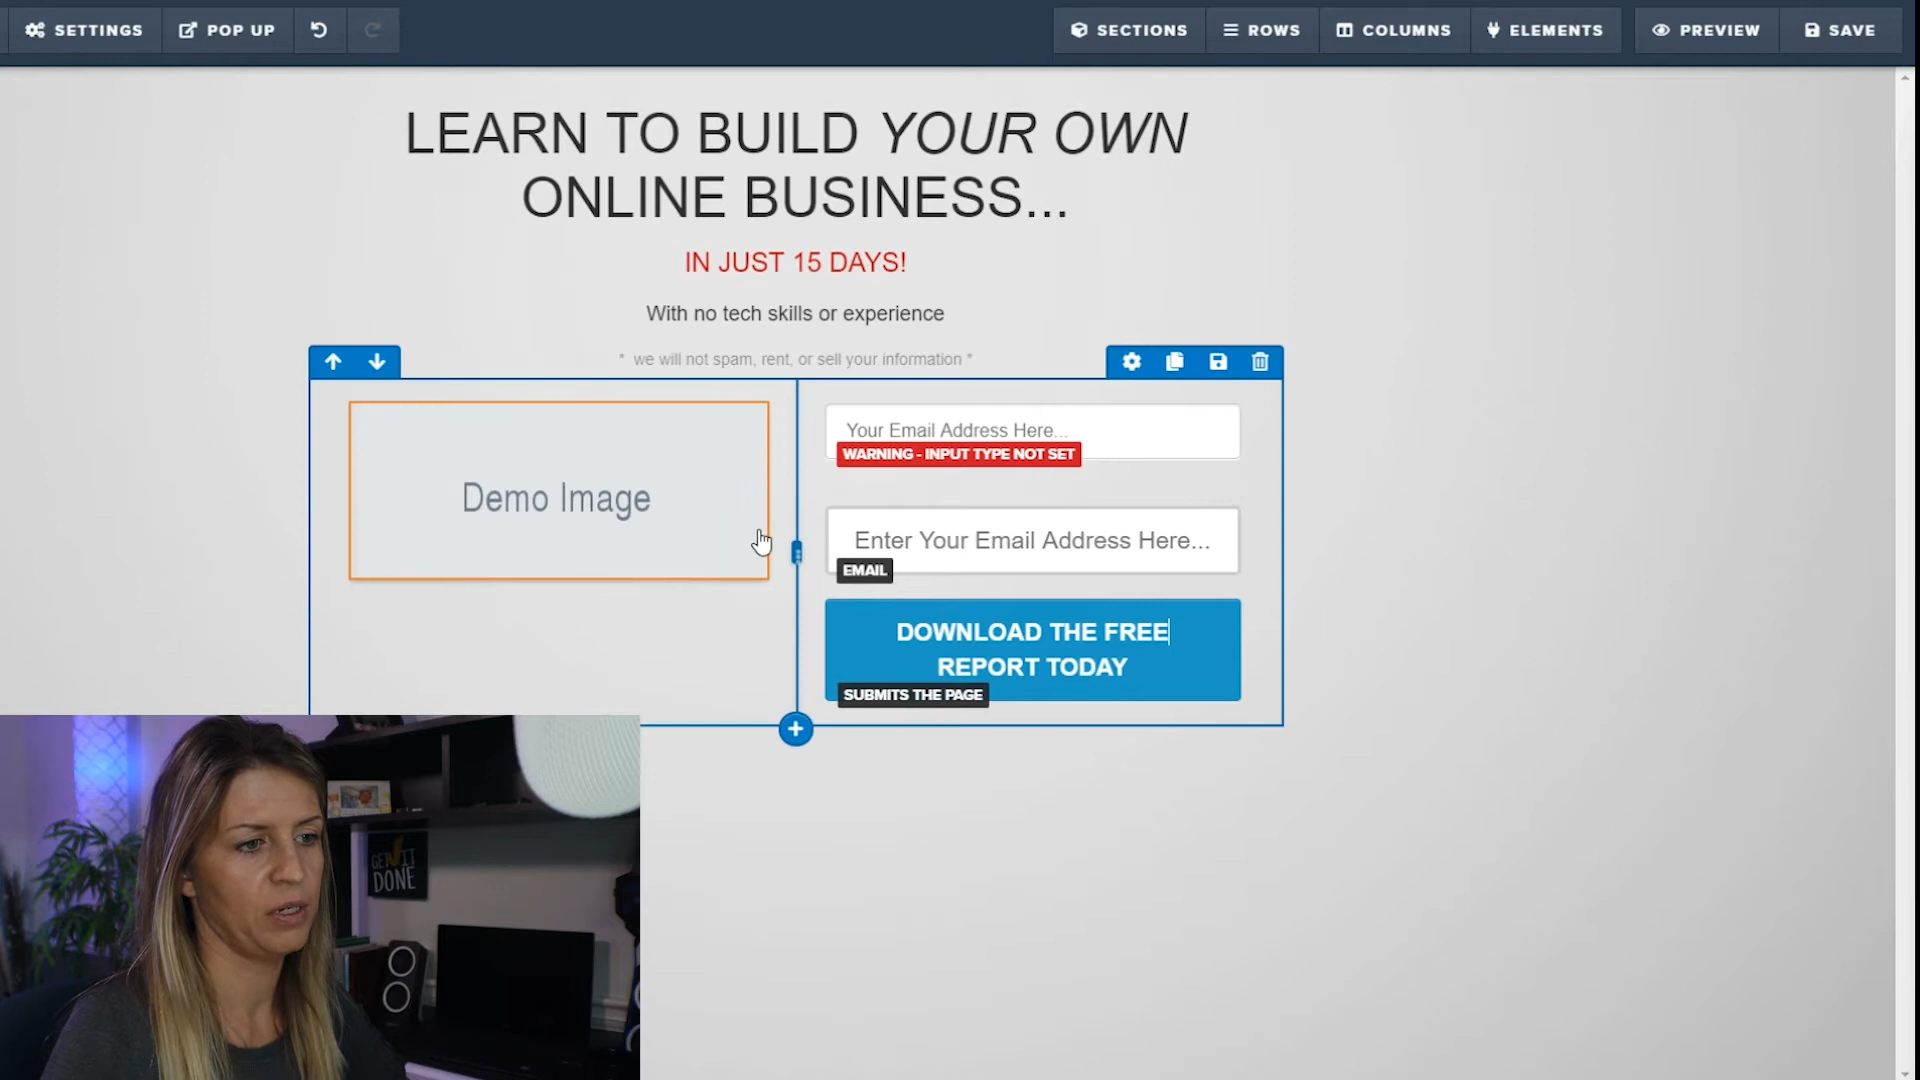 SETTINGS
POP UP
SECTIONS
ROWS
COLUMNS
ELEMENTS
PREVIEW
SAVE
LEARN TO BUILD YOUR OWN
ONLINE BUSINESS...
IN JUST 15 DAYS!
With no tech skills or experience
* we will not spam, rent, or sell your information *
Demo Image
Your Email Address Here...
WARNING - INPUT TYPE NOT SET
Enter Your Email Address Here...
EMAIL
DOWNLOAD THE FREE
REPORT TODAY
SUBMITS THE PAGE
GET IT
DONE